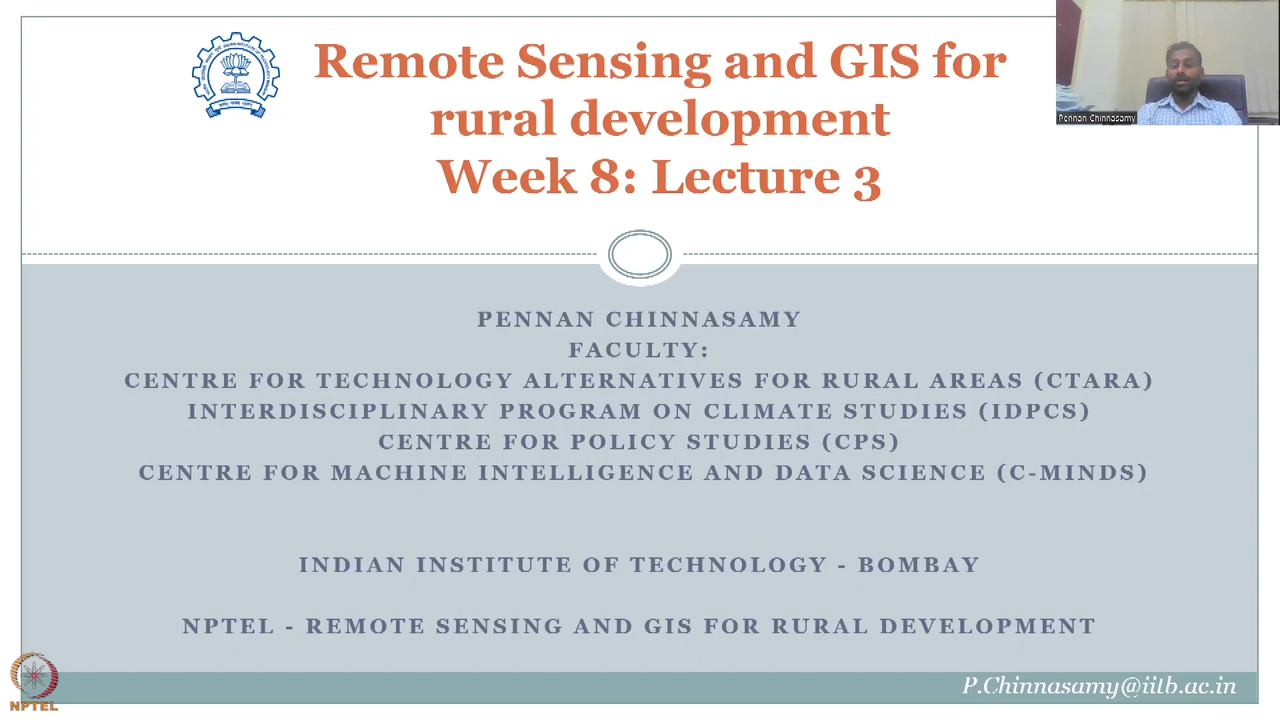 Remote Sensing and GIS for
rural development
Week 8: Lecture 3
Pennan Chinnasamy
PENNAN CHINNASAMY
FACULTY:
CENTRE FOR TECHNOLOGY ALTERNATIVES FOR RURAL AREAS (CTARA)
INTERDISCIPLINARY PROGRAM ON CLIMATE STUDIES (IDPCS)
CENTRE FOR POLICY STUDIES (CPS)
CENTRE FOR MACHINE INTELLIGENCE AND DATA SCIENCE (C-MINDS)
INDIAN INSTITUTE OF TECHNOLOGY - BOMBAY
NPTEL - REMOTE SENSING AND GIS FOR RURAL DEVELOPMENT
P.Chinnasamy@iitb.ac.in
NPTEL